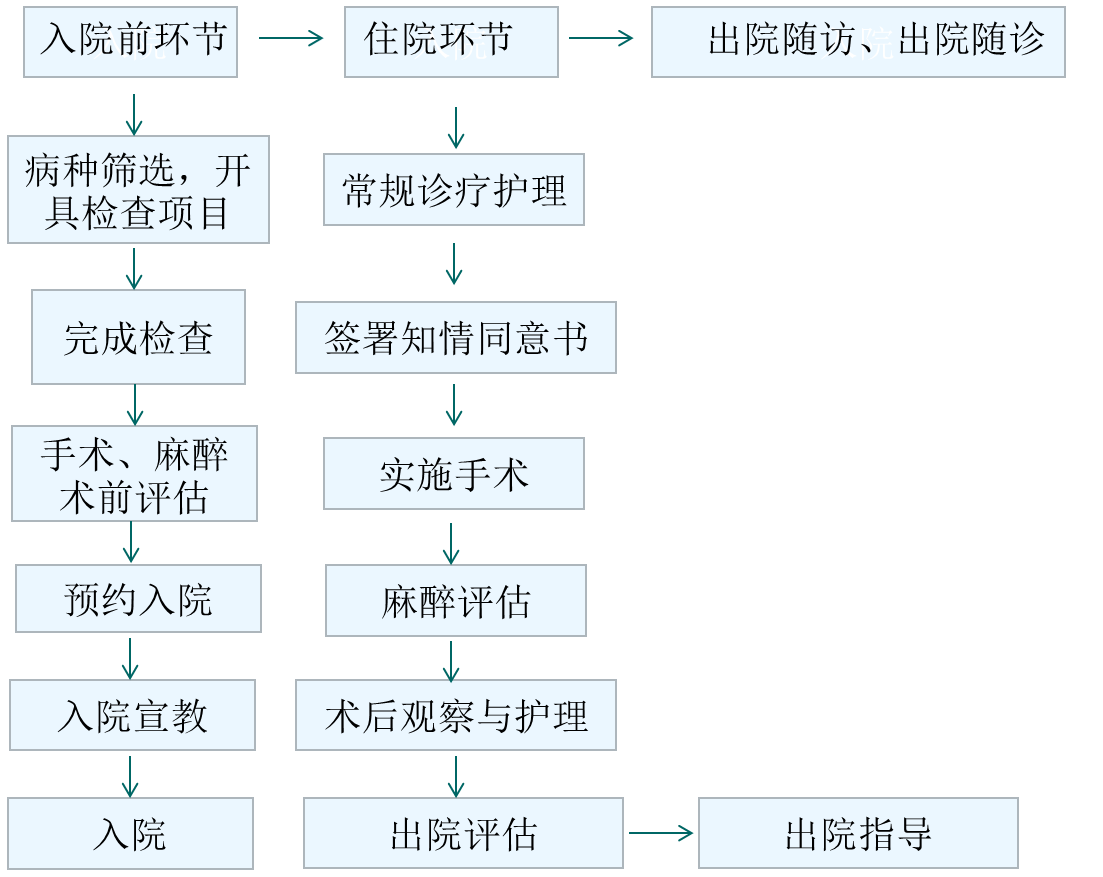 入院前环节
住院环节
出院随访、出院随诊
病种筛选，开
具检查项目
完成检查
手术、麻醉
术前评估
预约入院
入院宣教
入院
常规诊疗护理
签署知情同意书
实施手术
麻醉评估
术后观察与护理
出院评估
出院指导